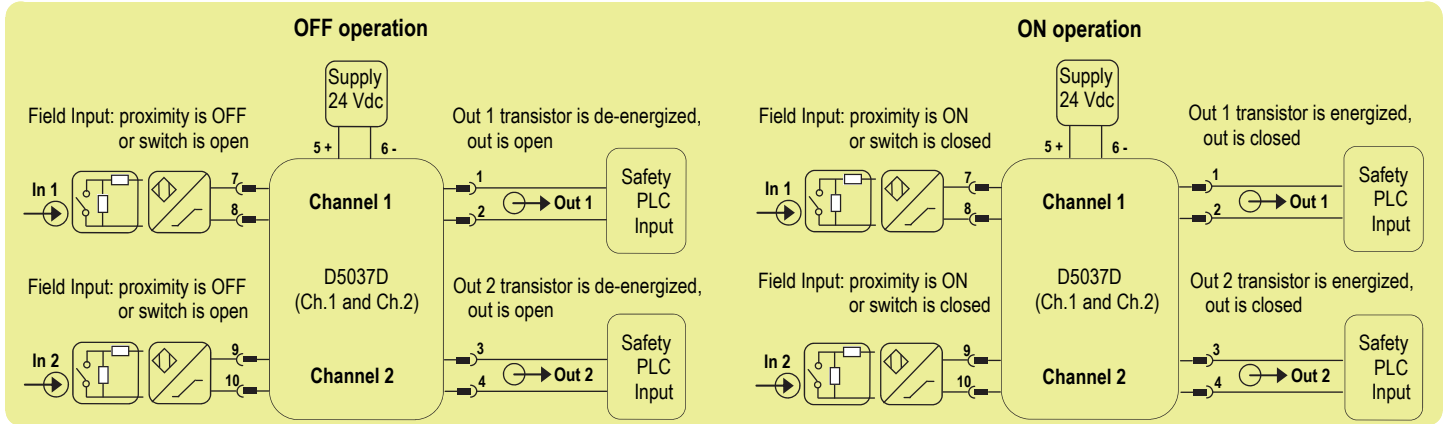 OFF operation
Supply
24 Vdc
5 +
6 -
Field Input: proximity is OFF
or switch is open
Out 1 transistor is de-energized,
out is open
In 1
7
8
Channel 1
1
2
Out 1
Safety
PLC
Input
Field Input: proximity is OFF
or switch is open
D5037D
(Ch.1 and Ch.2)
Out 2 transistor is de-energized,
out is open
In 2
9
10
Channel 2
3
4
Out 2
Safety
PLC
Input
ON operation
Supply
24 Vdc
5 +
6 -
Field Input: proximity is ON
or switch is closed
Out 1 transistor is energized,
out is closed
In 1
7
8
Channel 1
1
2
Out 1
Safety
PLC
Input
Field Input: proximity is ON
or switch is closed
D5037D
(Ch.1 and Ch.2)
Out 2 transistor is energized,
out is closed
In 2
9
10
Channel 2
3
4
Out 2
Safety
PLC
Input